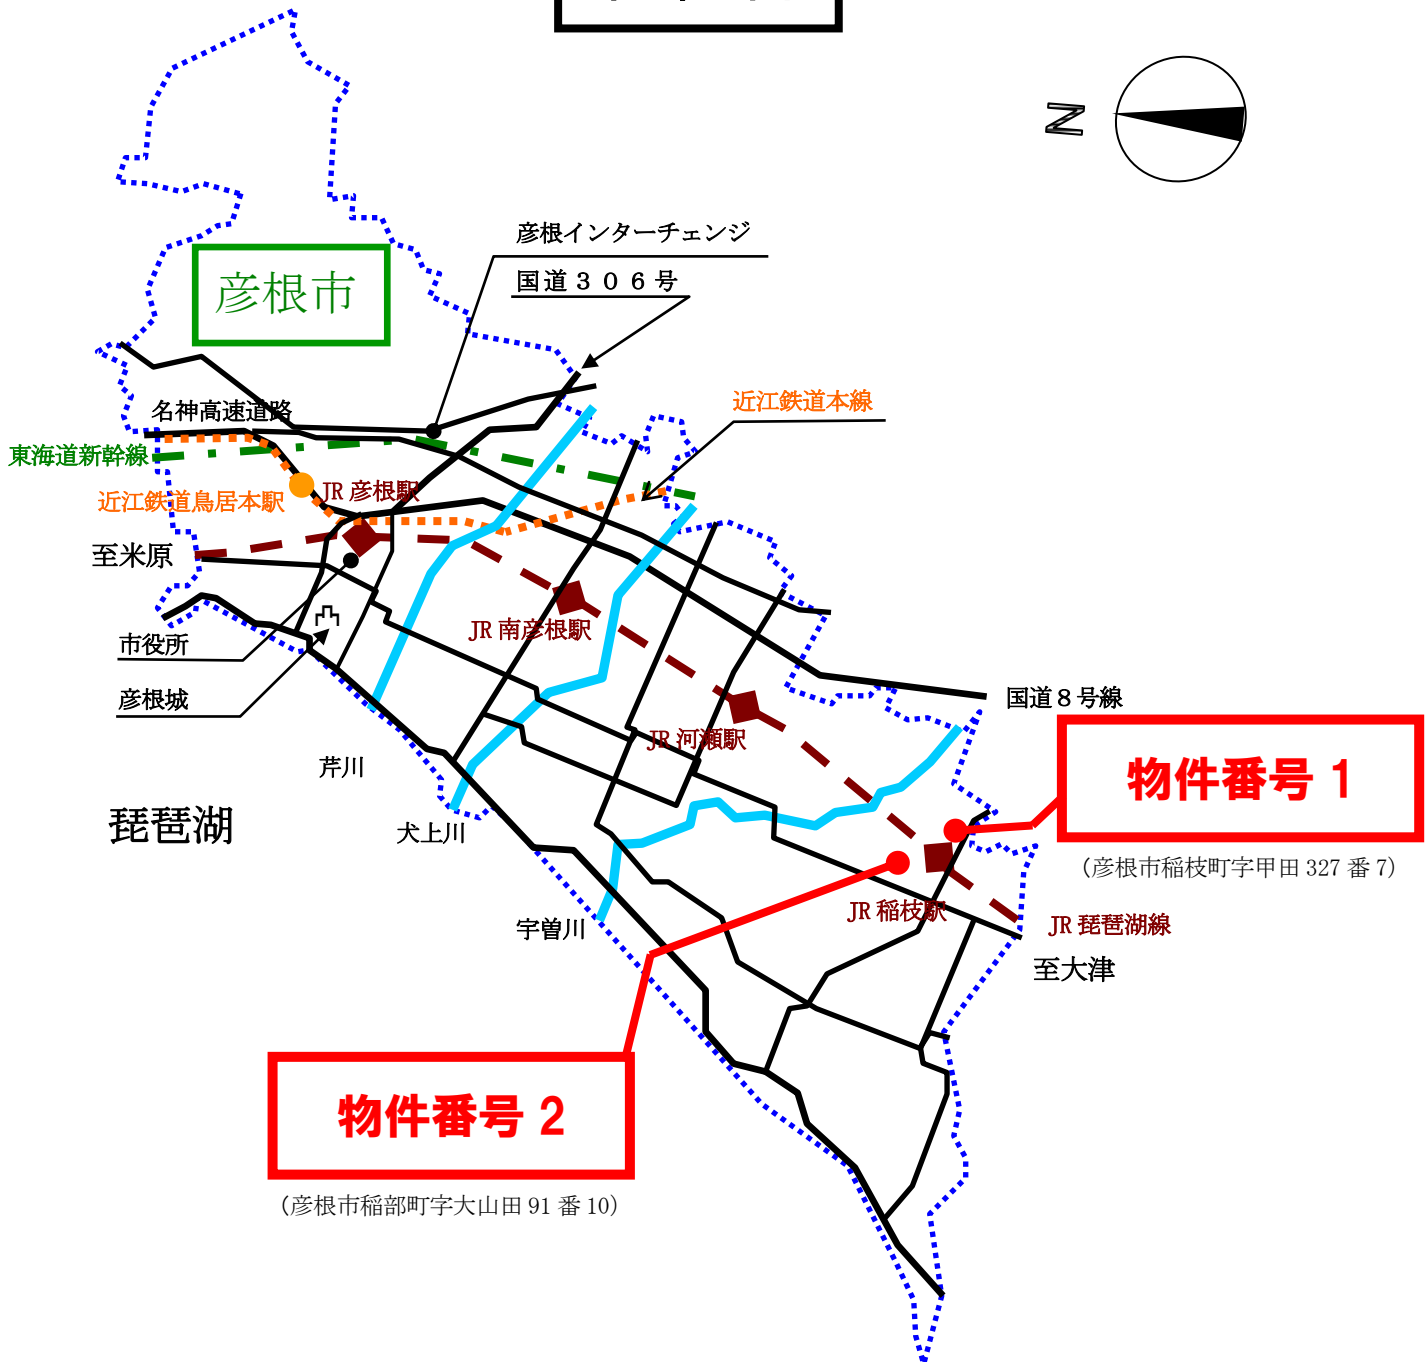 N
彦根インターチェンジ
国道３０６号
彦根市
近江鉄道本線
名神高速道路
東海道新幹線
近江鉄道鳥居本駅
JR 彦根駅
至米原
市役所
JR 南彦根駅
彦根城
国道８号線
JR 河瀬駅
芹川
物件番号 1
琵琶湖
犬上川
(彦根市稲枝町字甲田 327 番 7)
JR 稲枝駅
宇曽川
JR 琵琶湖線
至大津
物件番号 2
(彦根市稲部町字大山田 91 番 10)